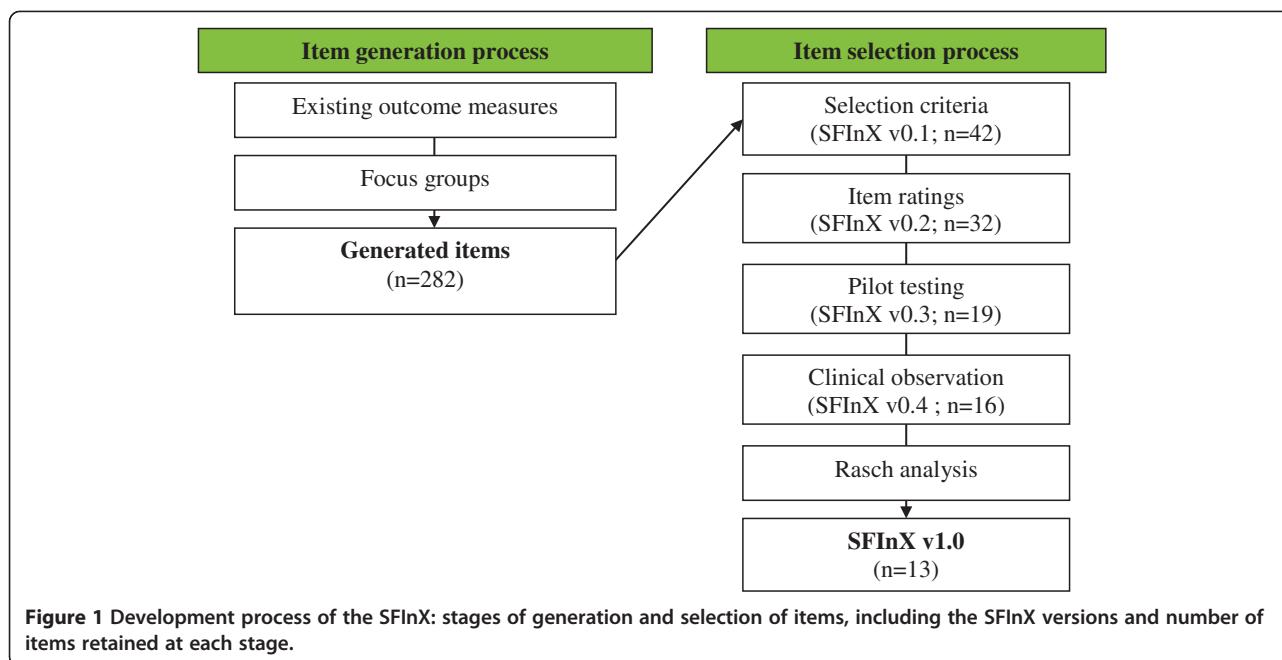 Item generation process
Existing outcome measures
Focus groups
Generated items
(n=282)
Item selection process
Selection criteria
(SFInX v0.1; n=42)
Item ratings
(SFInX v0.2; n=32)
Pilot testing
(SFInX v0.3; n=19)
Clinical observation
(SFInX v0.4 ; n=16)
Rasch analysis
SFInX v1.0
(n=13)
Figure 1 Development process of the SFInX: stages of generation and selection of items, including the SFInX versions and number of
items retained at each stage.